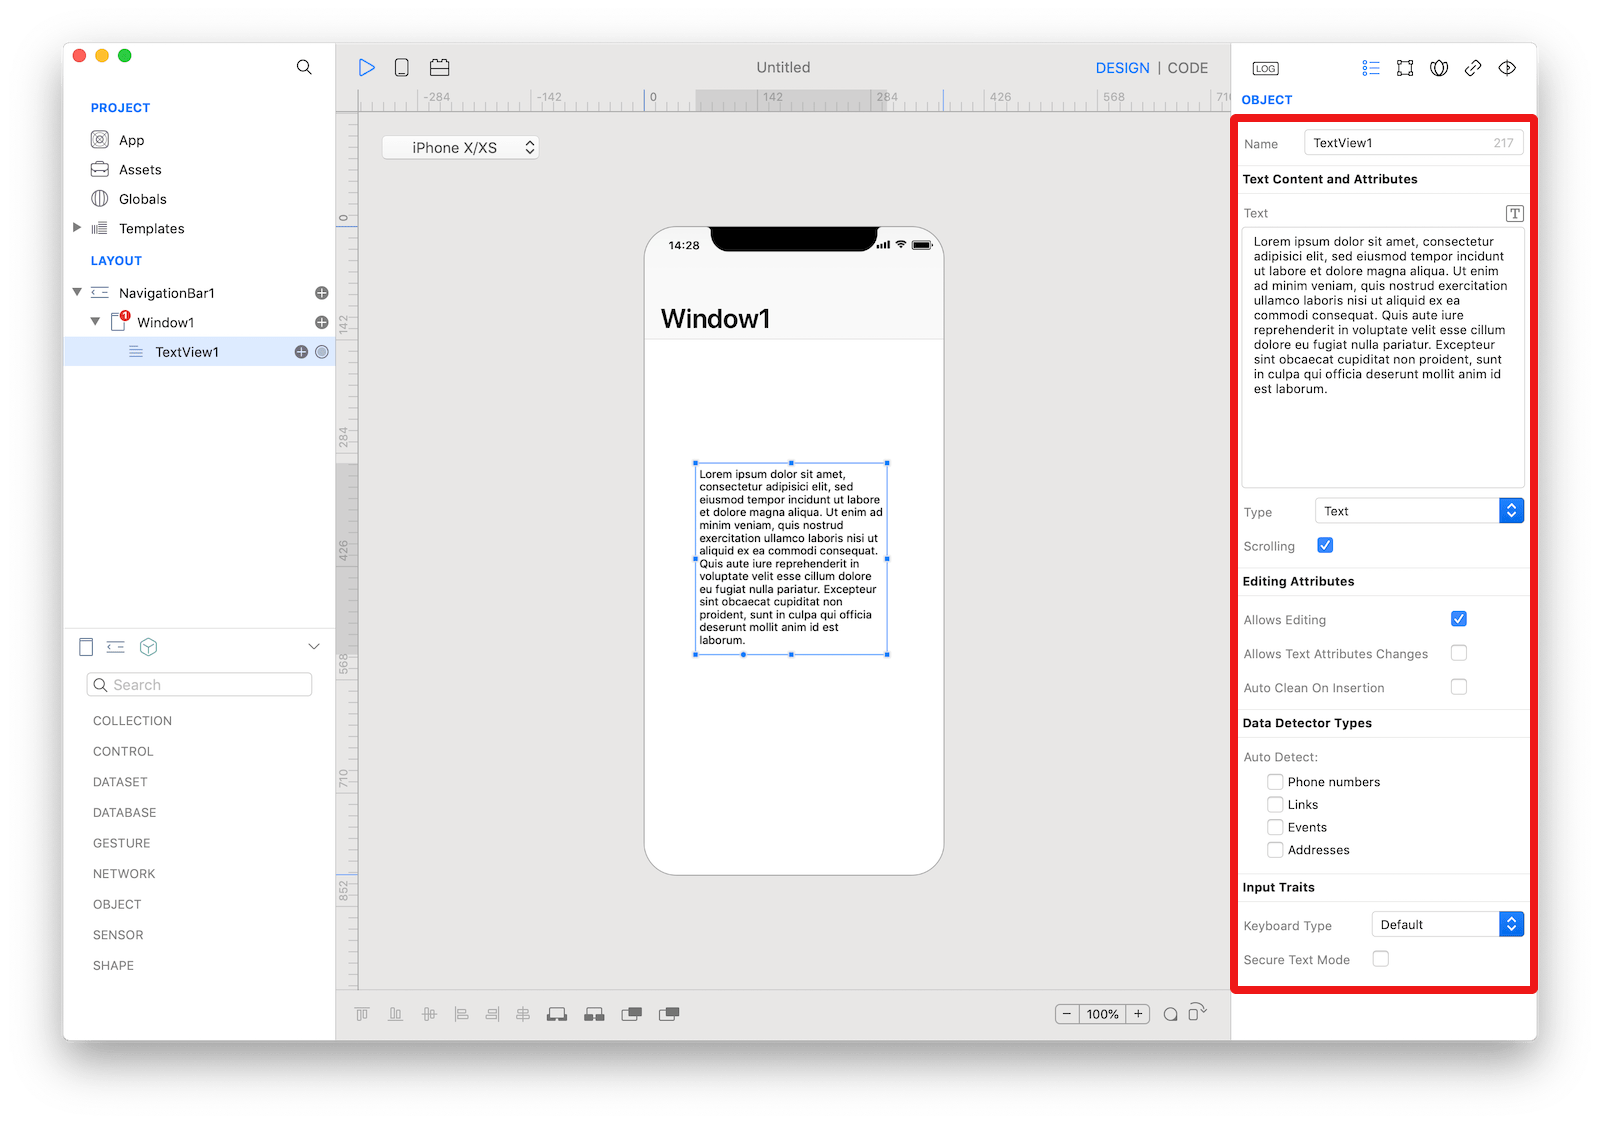 Untitled
DESIGN | CODE
LOG
PROJECT
App
Assets
Globals
Templates
LAYOUT
NavigationBar1
1
Window1
TextView1
Search
COLLECTION
CONTROL
DATASET
DATABASE
GESTURE
NETWORK
OBJECT
SENSOR
SHAPE
-284
-142
0
142
284
426
568
710
0
142
284
426
568
710
852
iPhone X/XS
14:28
Window1
Lorem ipsum dolor sit amet,
consectetur adipisici elit, sed
eiusmod tempor incidunt ut labore
et dolore magna aliqua. Ut enim ad
minim veniam, quis nostrud
exercitation ullamco laboris nisi ut
aliquid ex ea commodi consequat.
Quis aute iure reprehenderit in
voluptate velit esse cillum dolore
eu fugiat nulla pariatur. Excepteur
sint obcaecat cupiditat non
proident, sunt in culpa qui officia
deserunt mollit anim id est
laborum.
100%
OBJECT
Name
TextView1
217
Text Content and Attributes
Text
T
Lorem ipsum dolor sit amet, consectetur
adipisici elit, sed eiusmod tempor incidunt
ut labore et dolore magna aliqua. Ut enim
ad minim veniam, quis nostrud exercitation
ullamco laboris nisi ut aliquid ex ea
commodi consequat. Quis aute iure
reprehenderit in voluptate velit esse cillum
dolore eu fugiat nulla pariatur. Excepteur
sint obcaecat cupiditat non proident, sunt
in culpa qui officia deserunt mollit anim id
est laborum.
Type
Text
Scrolling
Editing Attributes
Allows Editing
Allows Text Attributes Changes
Auto Clean On Insertion
Data Detector Types
Auto Detect:
Phone numbers
Links
Events
Addresses
Input Traits
Keyboard Type
Default
Secure Text Mode